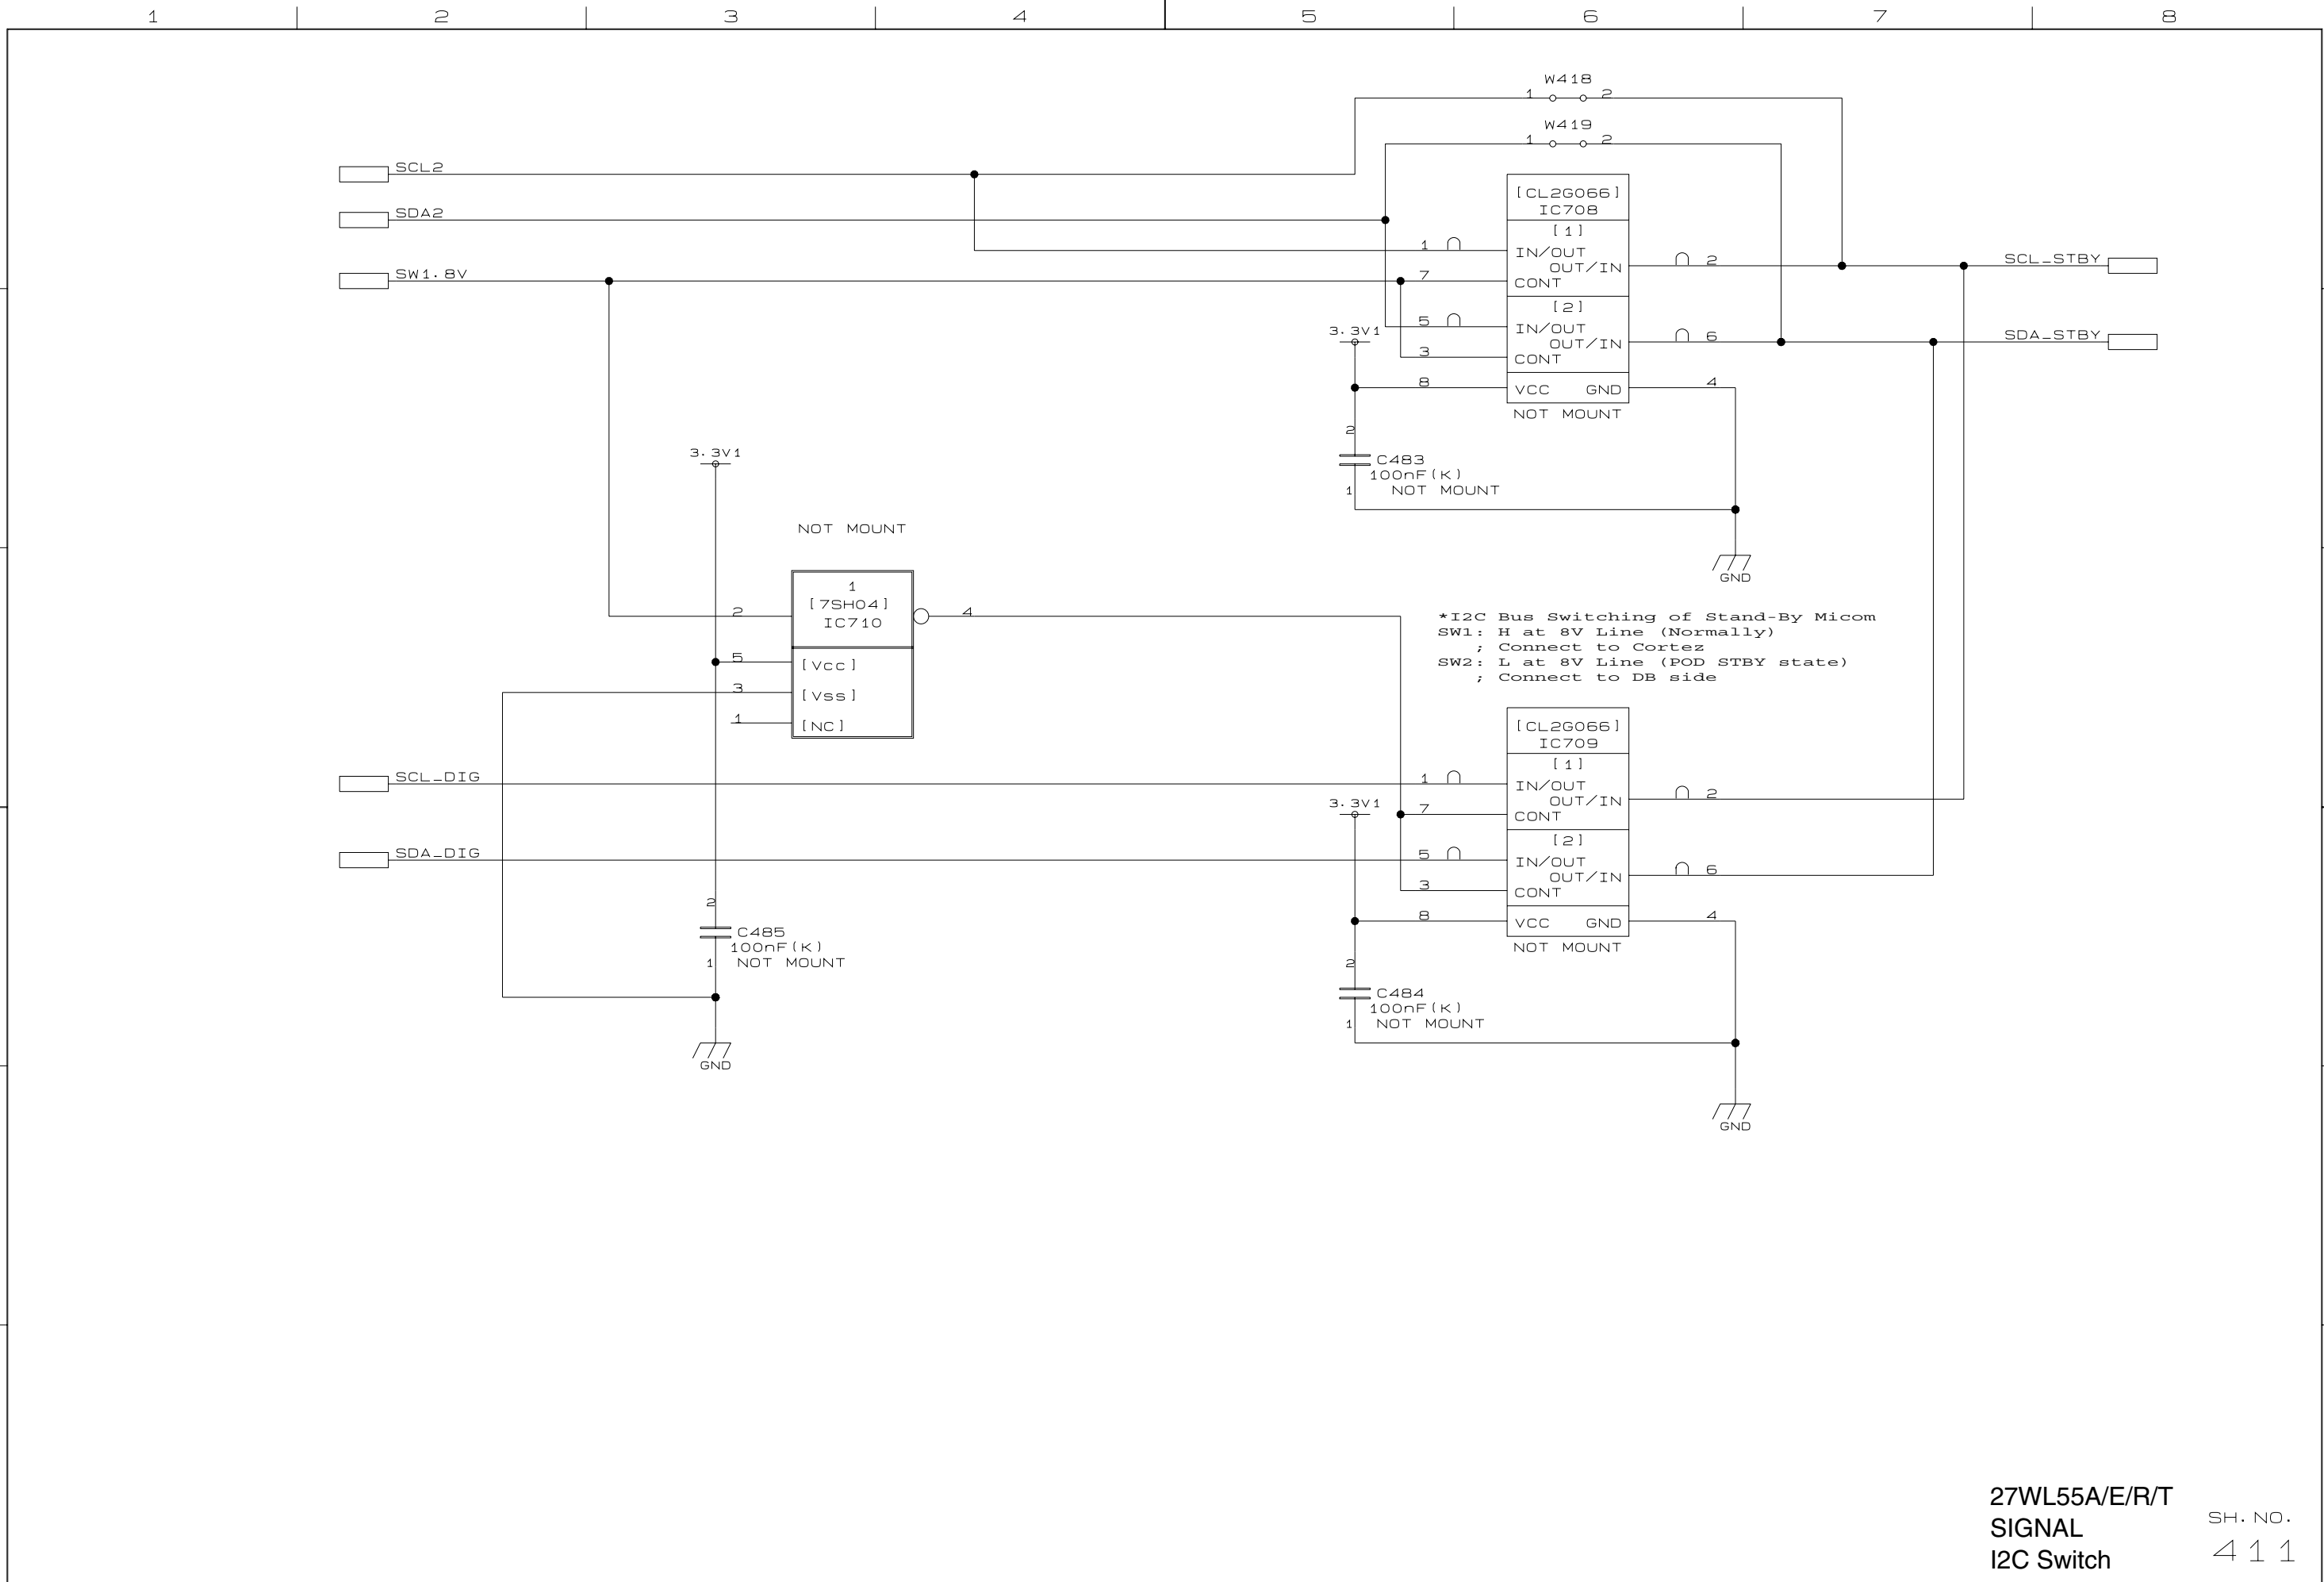 1 2 3 4 5 6 7 8
W418
1 2
W419
1 2
SCL2
SDA2
SW1.8V
[CL2G066]
IC708
[1]
1 IN/OUT
OUT/IN 2
7 CONT
[2]
5 IN/OUT
OUT/IN 6
3 CONT
8 VCC GND 4
NOT MOUNT
SCL_STBY
SDA_STBY
3.3V1
2
C483
100nF(K)
1 NOT MOUNT
GND
3.3V1
NOT MOUNT
1
[7SH04]
2 IC710 4
5 [Vcc]
3 [Vss]
1 [NC]
*I2C Bus Switching of Stand-By Micom
SW1: H at 8V Line (Normally)
; Connect to Cortez
SW2: L at 8V Line (POD STBY state)
; Connect to DB side
SCL_DIG
SDA_DIG
[CL2G066]
IC709
[1]
1 IN/OUT
OUT/IN 2
7 CONT
[2]
5 IN/OUT
OUT/IN 6
3 CONT
8 VCC GND 4
NOT MOUNT
3.3V1
2
C485
100nF(K)
1 NOT MOUNT
GND
2
C484
100nF(K)
1 NOT MOUNT
GND
27WL55A/E/R/T
SIGNAL
I2C Switch
SH.NO.
411